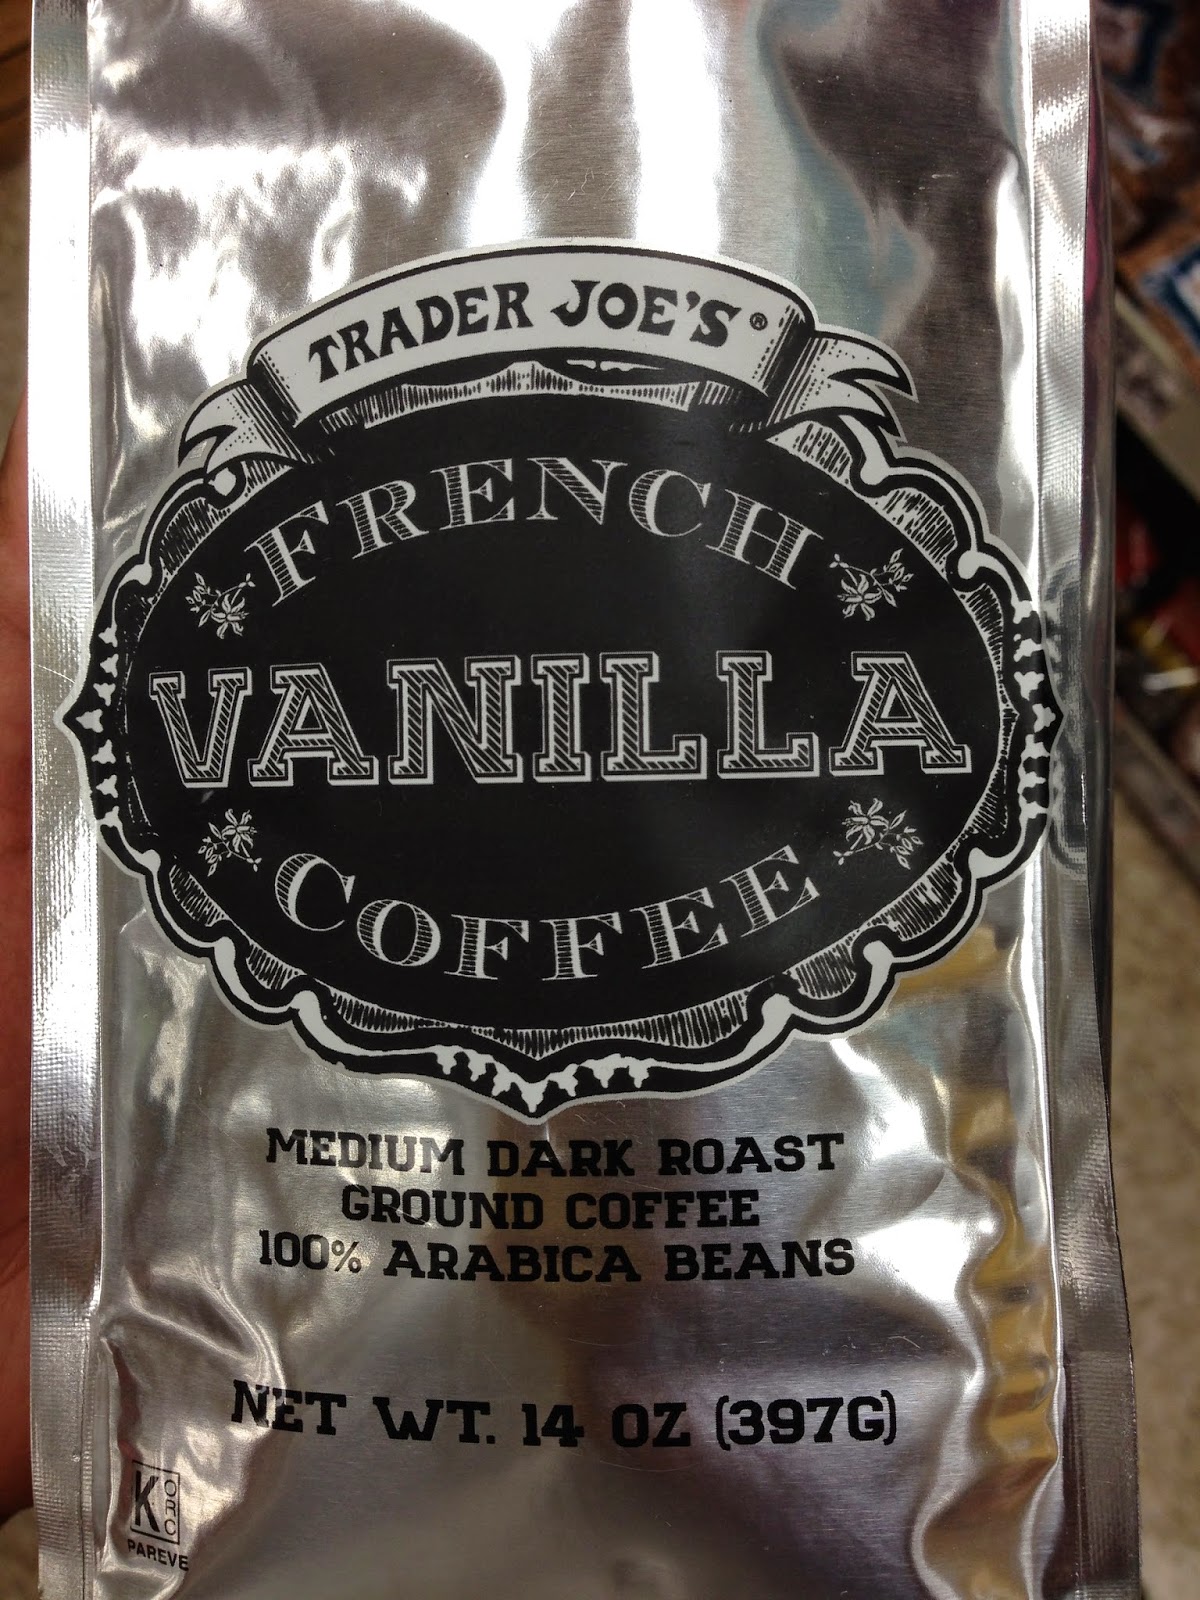 TRADER JOE'S®
FRENCH
VANILLA
COFFEE
MEDIUM DARK ROAST
GROUND COFFEE
100% ARABICA BEANS
NET WT. 14 OZ (397G)
K ORC
PAREVE